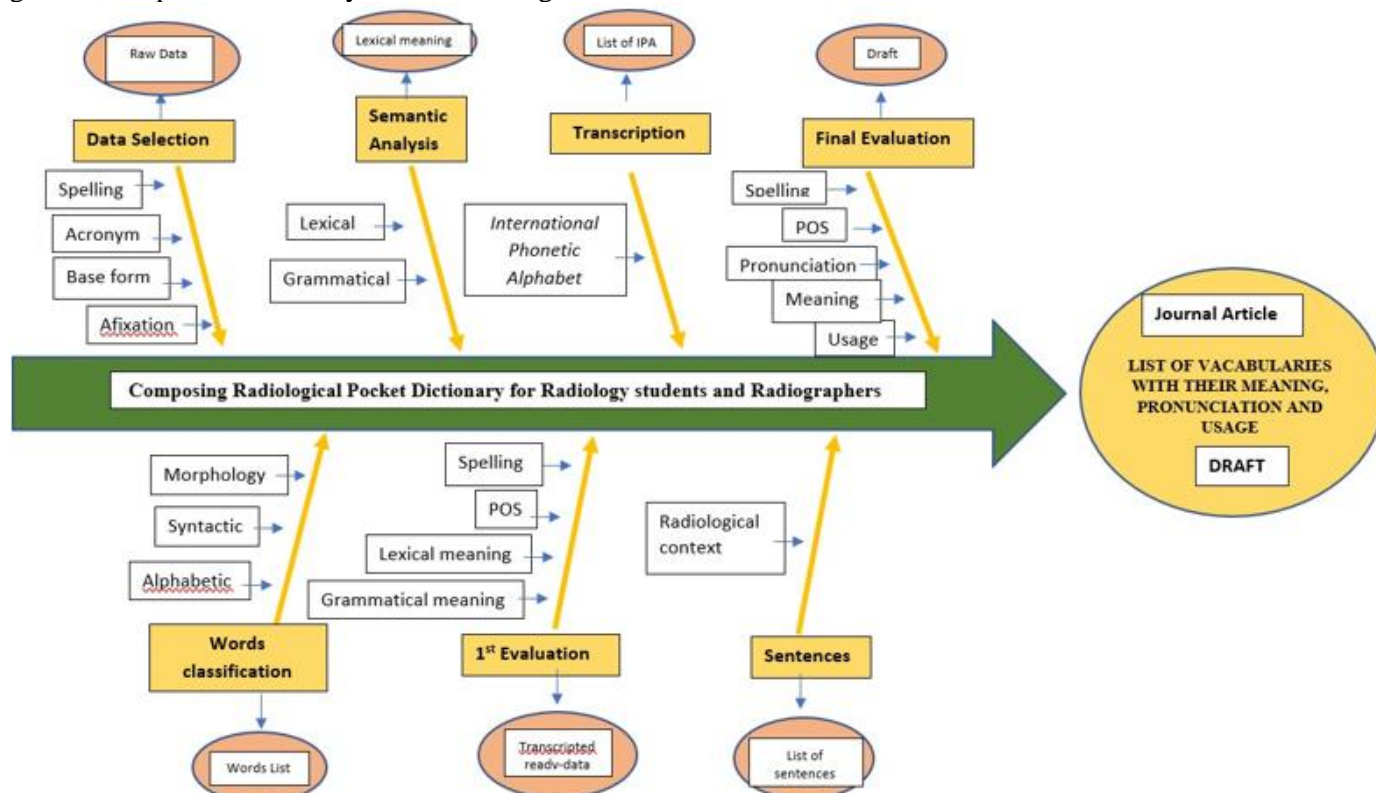 Raw Data
Lexical meaning
List of IPA
Draft
Data Selection
Semantic
Analysis
Transcription
Final Evaluation
Spelling
Acronym
Base form
Afixation
Lexical
Grammatical
International
Phonetic
Alphabet
Spelling
POS
Pronunciation
Meaning
Usage
Composing Radiological Pocket Dictionary for Radiology students and Radiographers
Journal Article
LIST OF VACABULARIES
WITH THEIR MEANING,
PRONUNCIATION AND
USAGE
DRAFT
Morphology
Syntactic
Alphabetic
Spelling
POS
Lexical meaning
Grammatical meaning
Radiological
context
Words
classification
1st Evaluation
Sentences
Words List
Transcripted
ready-data
List of
sentences